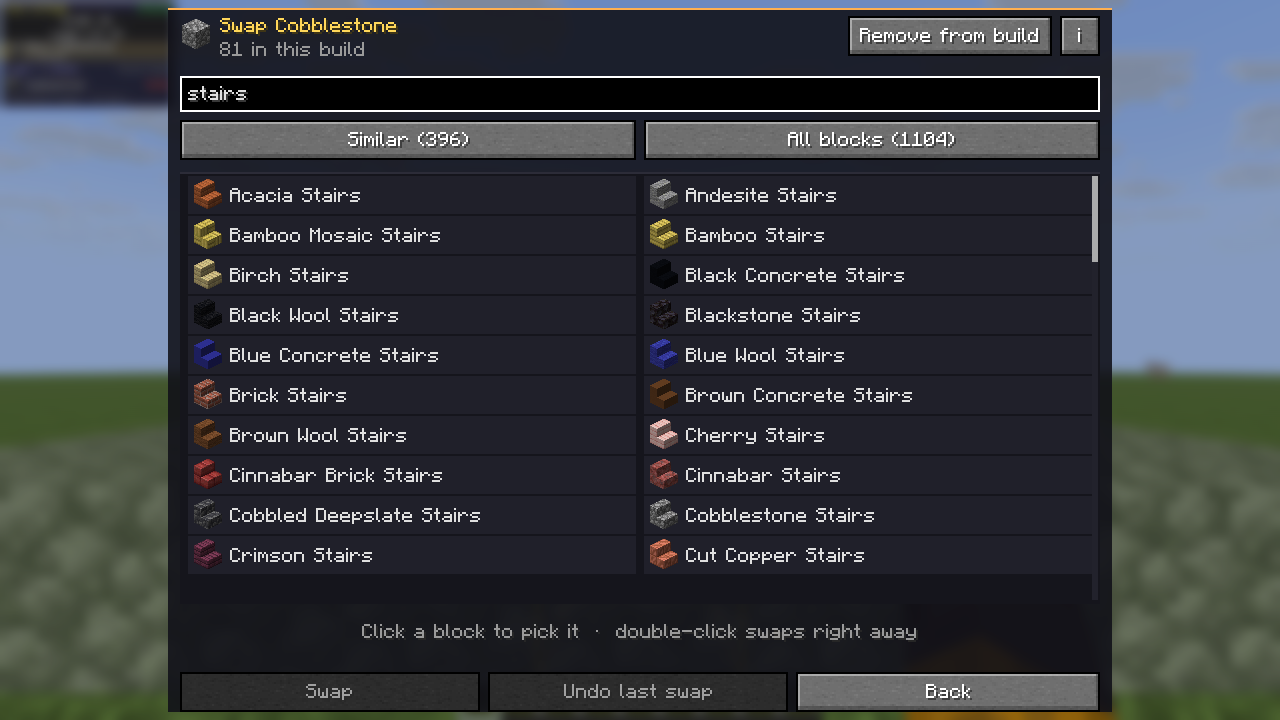 Swap Cobblestone
81 in this build
Remove from build
i
stairs
Similar (396)
All blocks (1104)
Acacia Stairs
Andesite Stairs
Bamboo Mosaic Stairs
Bamboo Stairs
Birch Stairs
Black Concrete Stairs
Black Wool Stairs
Blackstone Stairs
Blue Concrete Stairs
Blue Wool Stairs
Brick Stairs
Brown Concrete Stairs
Brown Wool Stairs
Cherry Stairs
Cinnabar Brick Stairs
Cinnabar Stairs
Cobbled Deepslate Stairs
Cobblestone Stairs
Crimson Stairs
Cut Copper Stairs
Click a block to pick it · double-click swaps right away
Swap
Undo last swap
Back